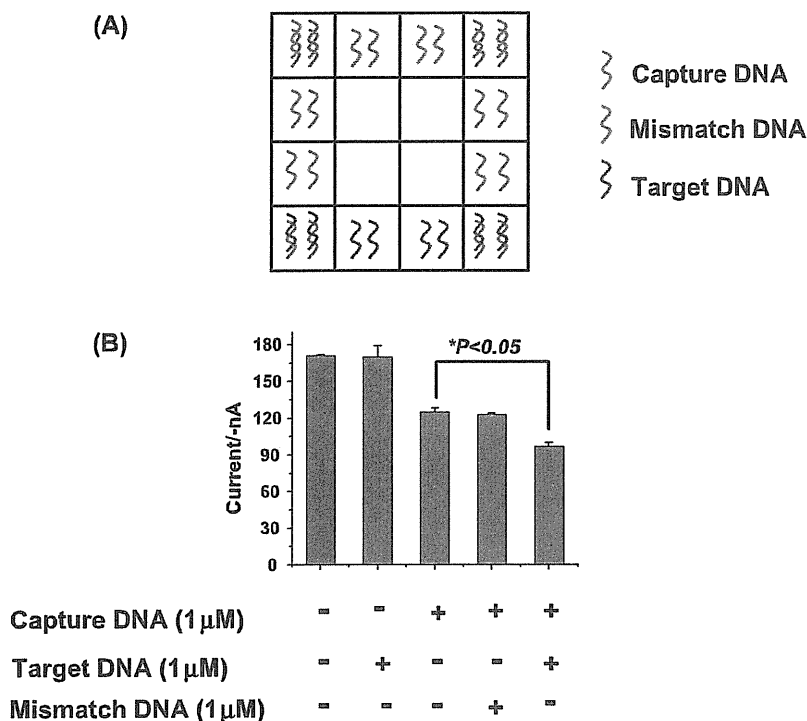 (A)
Capture DNA
Mismatch DNA
Target DNA
(B)
*P<0.05
180
150
120
90
60
30
0
Current/-nA
Capture DNA (1μM) - - + + +
Target DNA (1μM) - + - - +
Mismatch DNA (1μM) - - - + -